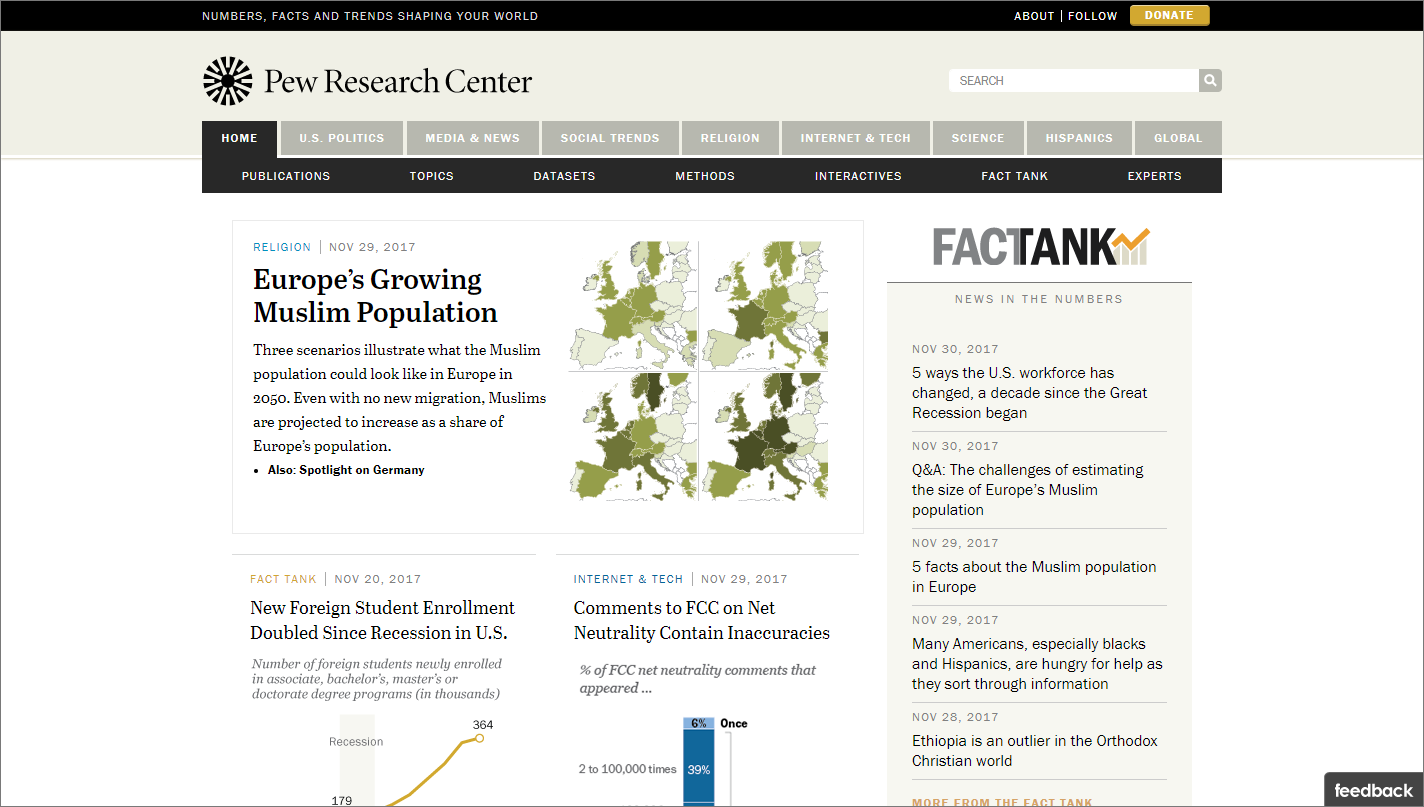 NUMBERS, FACTS AND TRENDS SHAPING YOUR WORLD
ABOUT | FOLLOW
DONATE
Pew Research Center
SEARCH
HOME
U.S. POLITICS
MEDIA & NEWS
SOCIAL TRENDS
RELIGION
INTERNET & TECH
SCIENCE
HISPANICS
GLOBAL
PUBLICATIONS
TOPICS
DATASETS
METHODS
INTERACTIVES
FACT TANK
EXPERTS
RELIGION | NOV 29, 2017
Europe's Growing
Muslim Population
Three scenarios illustrate what the Muslim
population could look like in Europe in
2050. Even with no new migration, Muslims
are projected to increase as a share of
Europe's population.
• Also: Spotlight on Germany
FACT TANK | NOV 20, 2017
New Foreign Student Enrollment
Doubled Since Recession in U.S.
Number of foreign students newly enrolled
in associate, bachelor's, master's or
doctorate degree programs (in thousands)
364
Recession
179
INTERNET & TECH | NOV 29, 2017
Comments to FCC on Net
Neutrality Contain Inaccuracies
% of FCC net neutrality comments that
appeared ...
6% Once
2 to 100,000 times 39%
FACTANK
NEWS IN THE NUMBERS
NOV 30, 2017
5 ways the U.S. workforce has
changed, a decade since the Great
Recession began
NOV 30, 2017
Q&A: The challenges of estimating
the size of Europe's Muslim
population
NOV 29, 2017
5 facts about the Muslim population
in Europe
NOV 29, 2017
Many Americans, especially blacks
and Hispanics, are hungry for help as
they sort through information
NOV 28, 2017
Ethiopia is an outlier in the Orthodox
Christian world
MORE FROM THE FACT TANK
feedback